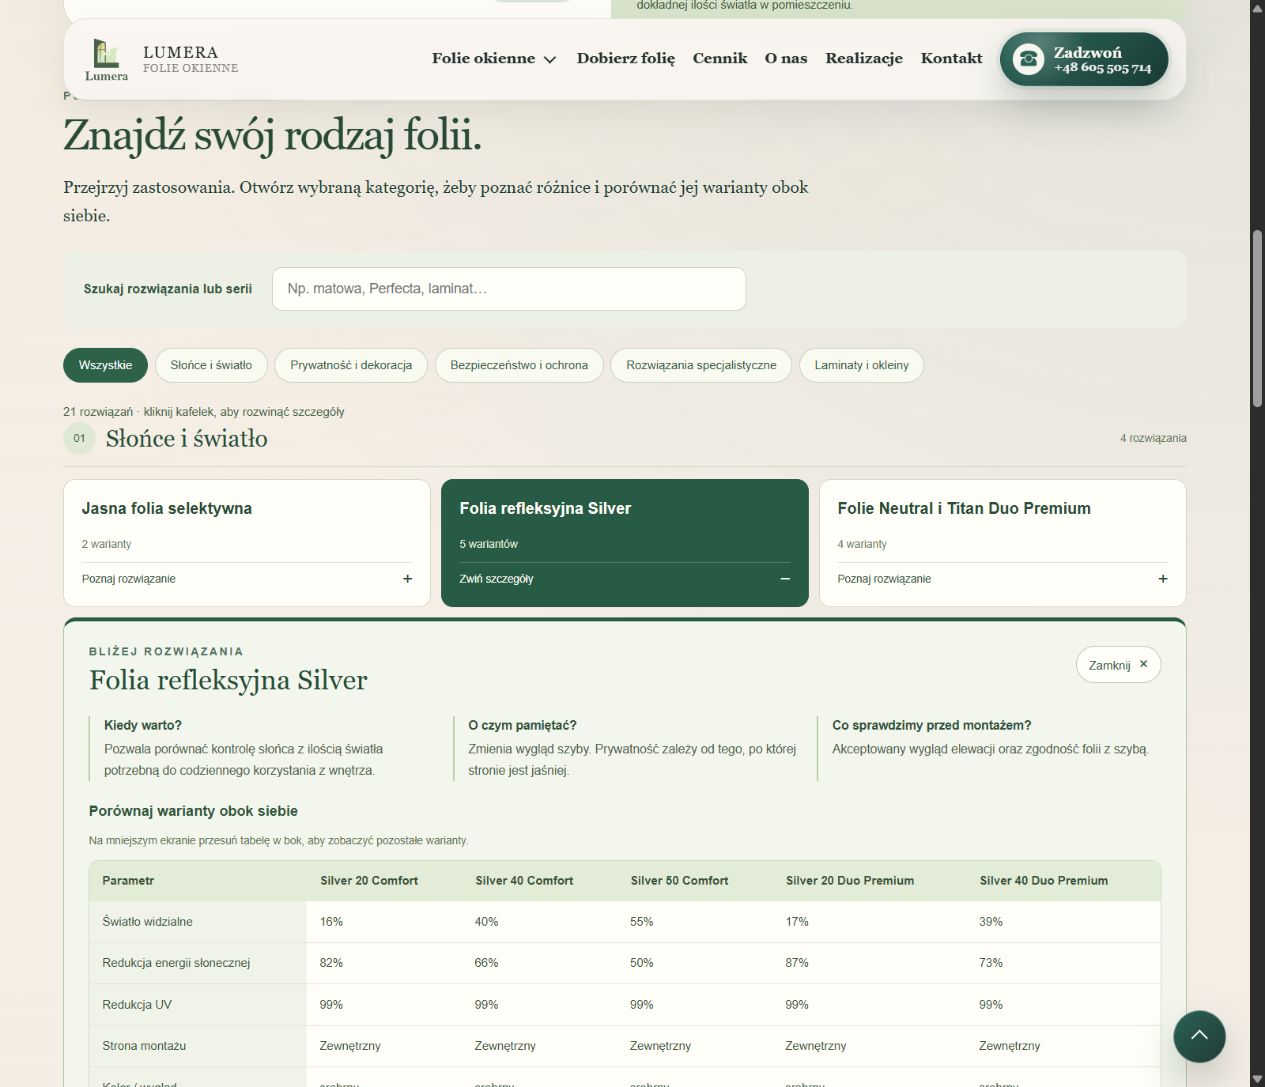 dokładnej ilości światła w pomieszczeniu.
Lumera
LUMERA
FOLIE OKIENNE
Folie okienne
Dobierz folię
Cennik
O nas
Realizacje
Kontakt
Zadzwoń
+48 605 505 714
Znajdź swój rodzaj folii.
Przejrzyj zastosowania. Otwórz wybraną kategorię, żeby poznać różnice i porównać jej warianty obok
siebie.
Szukaj rozwiązania lub serii
Np. matowa, Perfecta, laminat…
Wszystkie
Słońce i światło
Prywatność i dekoracja
Bezpieczeństwo i ochrona
Rozwiązania specjalistyczne
Laminaty i okleiny
21 rozwiązań · kliknij kafelek, aby rozwinąć szczegóły
01 Słońce i światło
4 rozwiązania
Jasna folia selektywna
2 warianty
Poznaj rozwiązanie +
Folia refleksyjna Silver
5 wariantów
Zwiń szczegóły −
Folie Neutral i Titan Duo Premium
4 warianty
Poznaj rozwiązanie +
BLIŻEJ ROZWIĄZANIA
Folia refleksyjna Silver
Zamknij ×
Kiedy warto?
Pozwala porównać kontrolę słońca z ilością światła
potrzebną do codziennego korzystania z wnętrza.
O czym pamiętać?
Zmienia wygląd szyby. Prywatność zależy od tego, po której
stronie jest jaśniej.
Co sprawdzimy przed montażem?
Akceptowany wygląd elewacji oraz zgodność folii z szybą.
Porównaj warianty obok siebie
Na mniejszym ekranie przesuń tabelę w bok, aby zobaczyć pozostałe warianty.
Parametr Silver 20 Comfort Silver 40 Comfort Silver 50 Comfort Silver 20 Duo Premium Silver 40 Duo Premium
Światło widzialne 16% 40% 55% 17% 39%
Redukcja energii słonecznej 82% 66% 50% 87% 73%
Redukcja UV 99% 99% 99% 99% 99%
Strona montażu Zewnętrzny Zewnętrzny Zewnętrzny Zewnętrzny Zewnętrzny